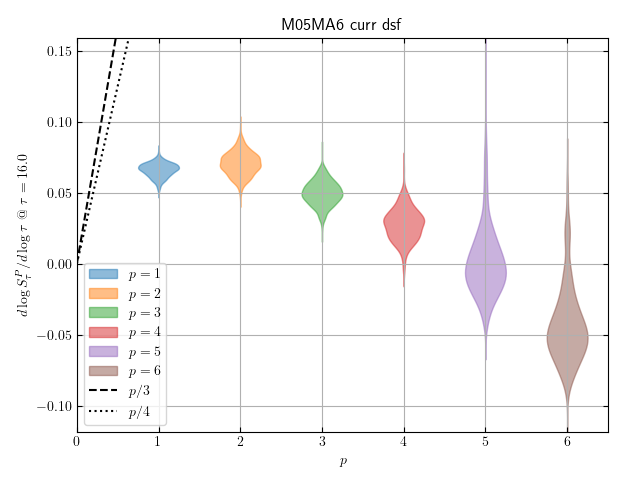 M05MA6 curr dsf
d log S_τ^P / d log τ @ τ = 16.0
0.15
0.10
0.05
0.00
−0.05
−0.10
p = 1
p = 2
p = 3
p = 4
p = 5
p = 6
p/3
p/4
0 1 2 3 4 5 6
p